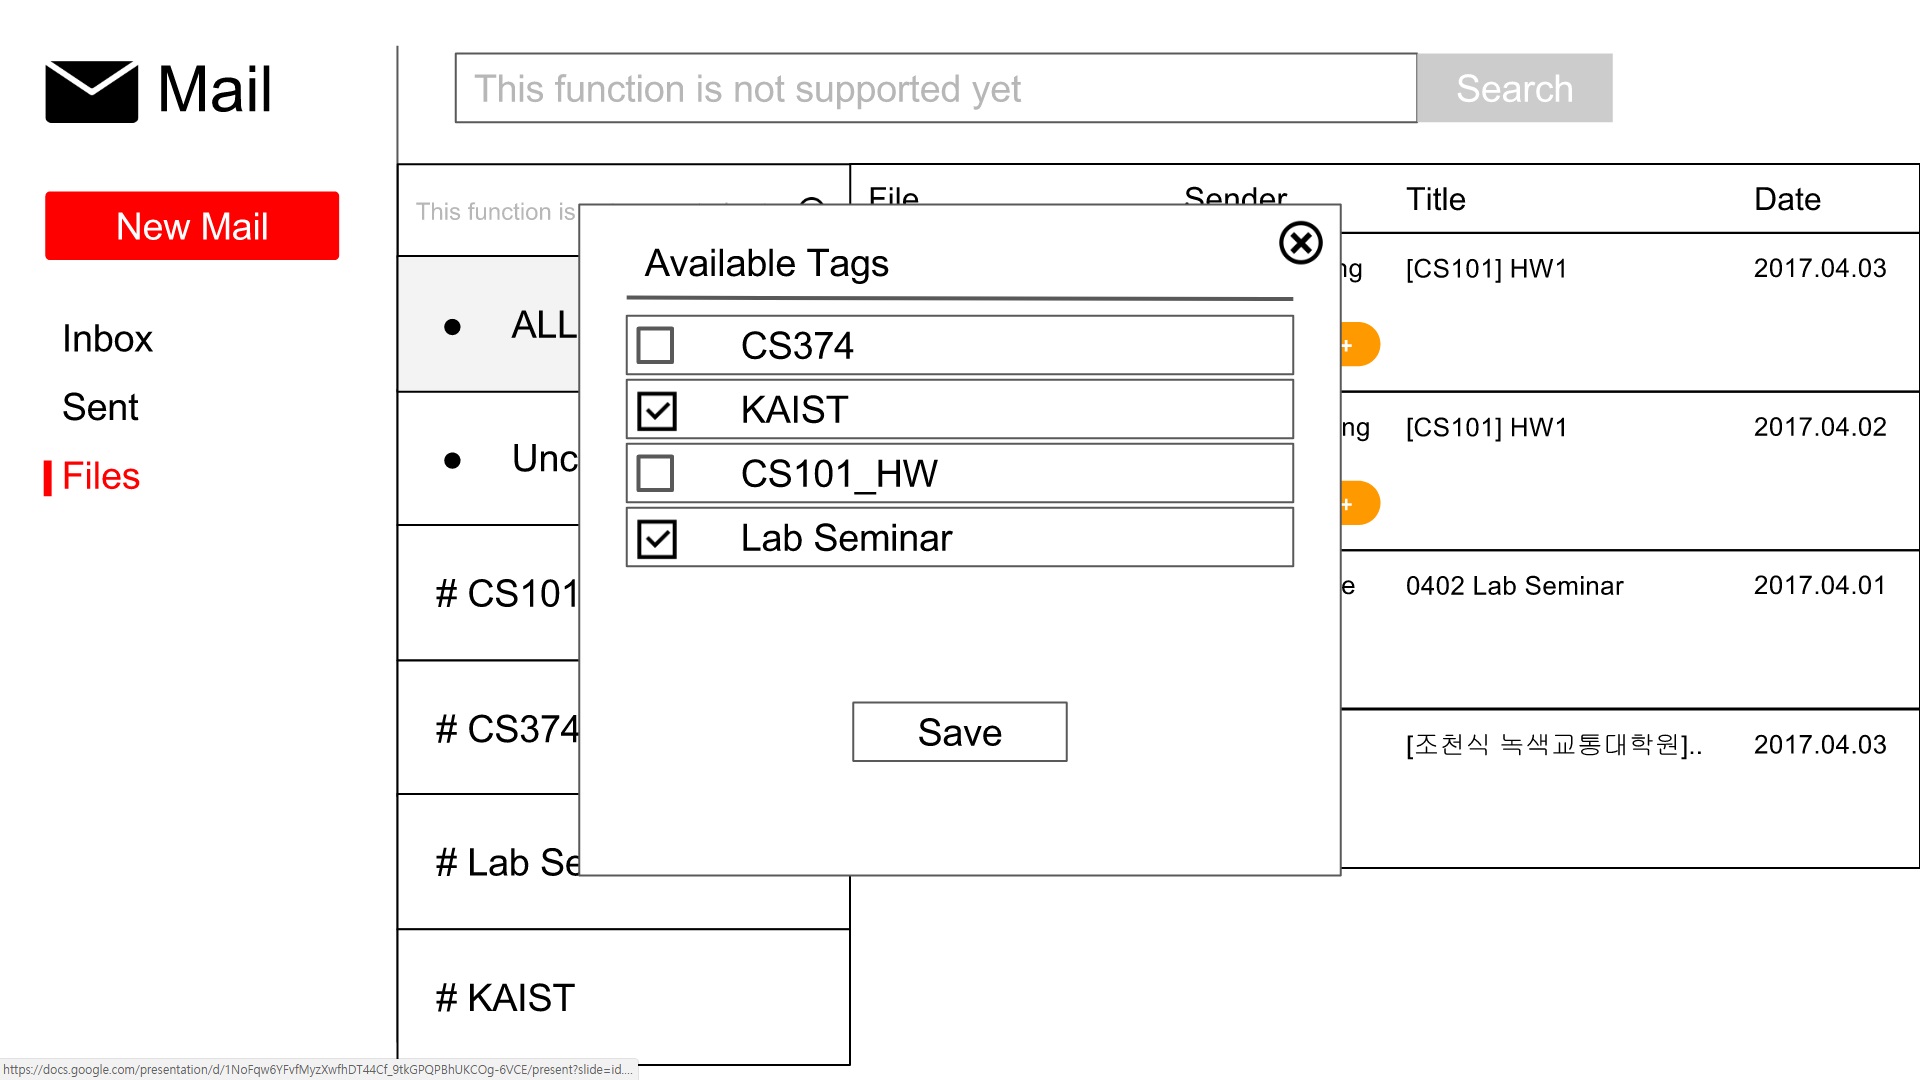 Mail
This function is not supported yet
Search
New Mail
Inbox
Sent
Files
This function is
ALL
Unc
# CS101
# CS374
# Lab Se
# KAIST
File
Sender
Title
Date
ng
[CS101] HW1
2017.04.03
+
ng
[CS101] HW1
2017.04.02
+
e
0402 Lab Seminar
2017.04.01
[조천식 녹색교통대학원]..
2017.04.03
Available Tags
CS374
KAIST
CS101_HW
Lab Seminar
Save
https://docs.google.com/presentation/d/1NoFqw6YFvfMyzXwfhDT44Cf_9tkGPQPBhUKCOg-6VCE/present?slide=id....